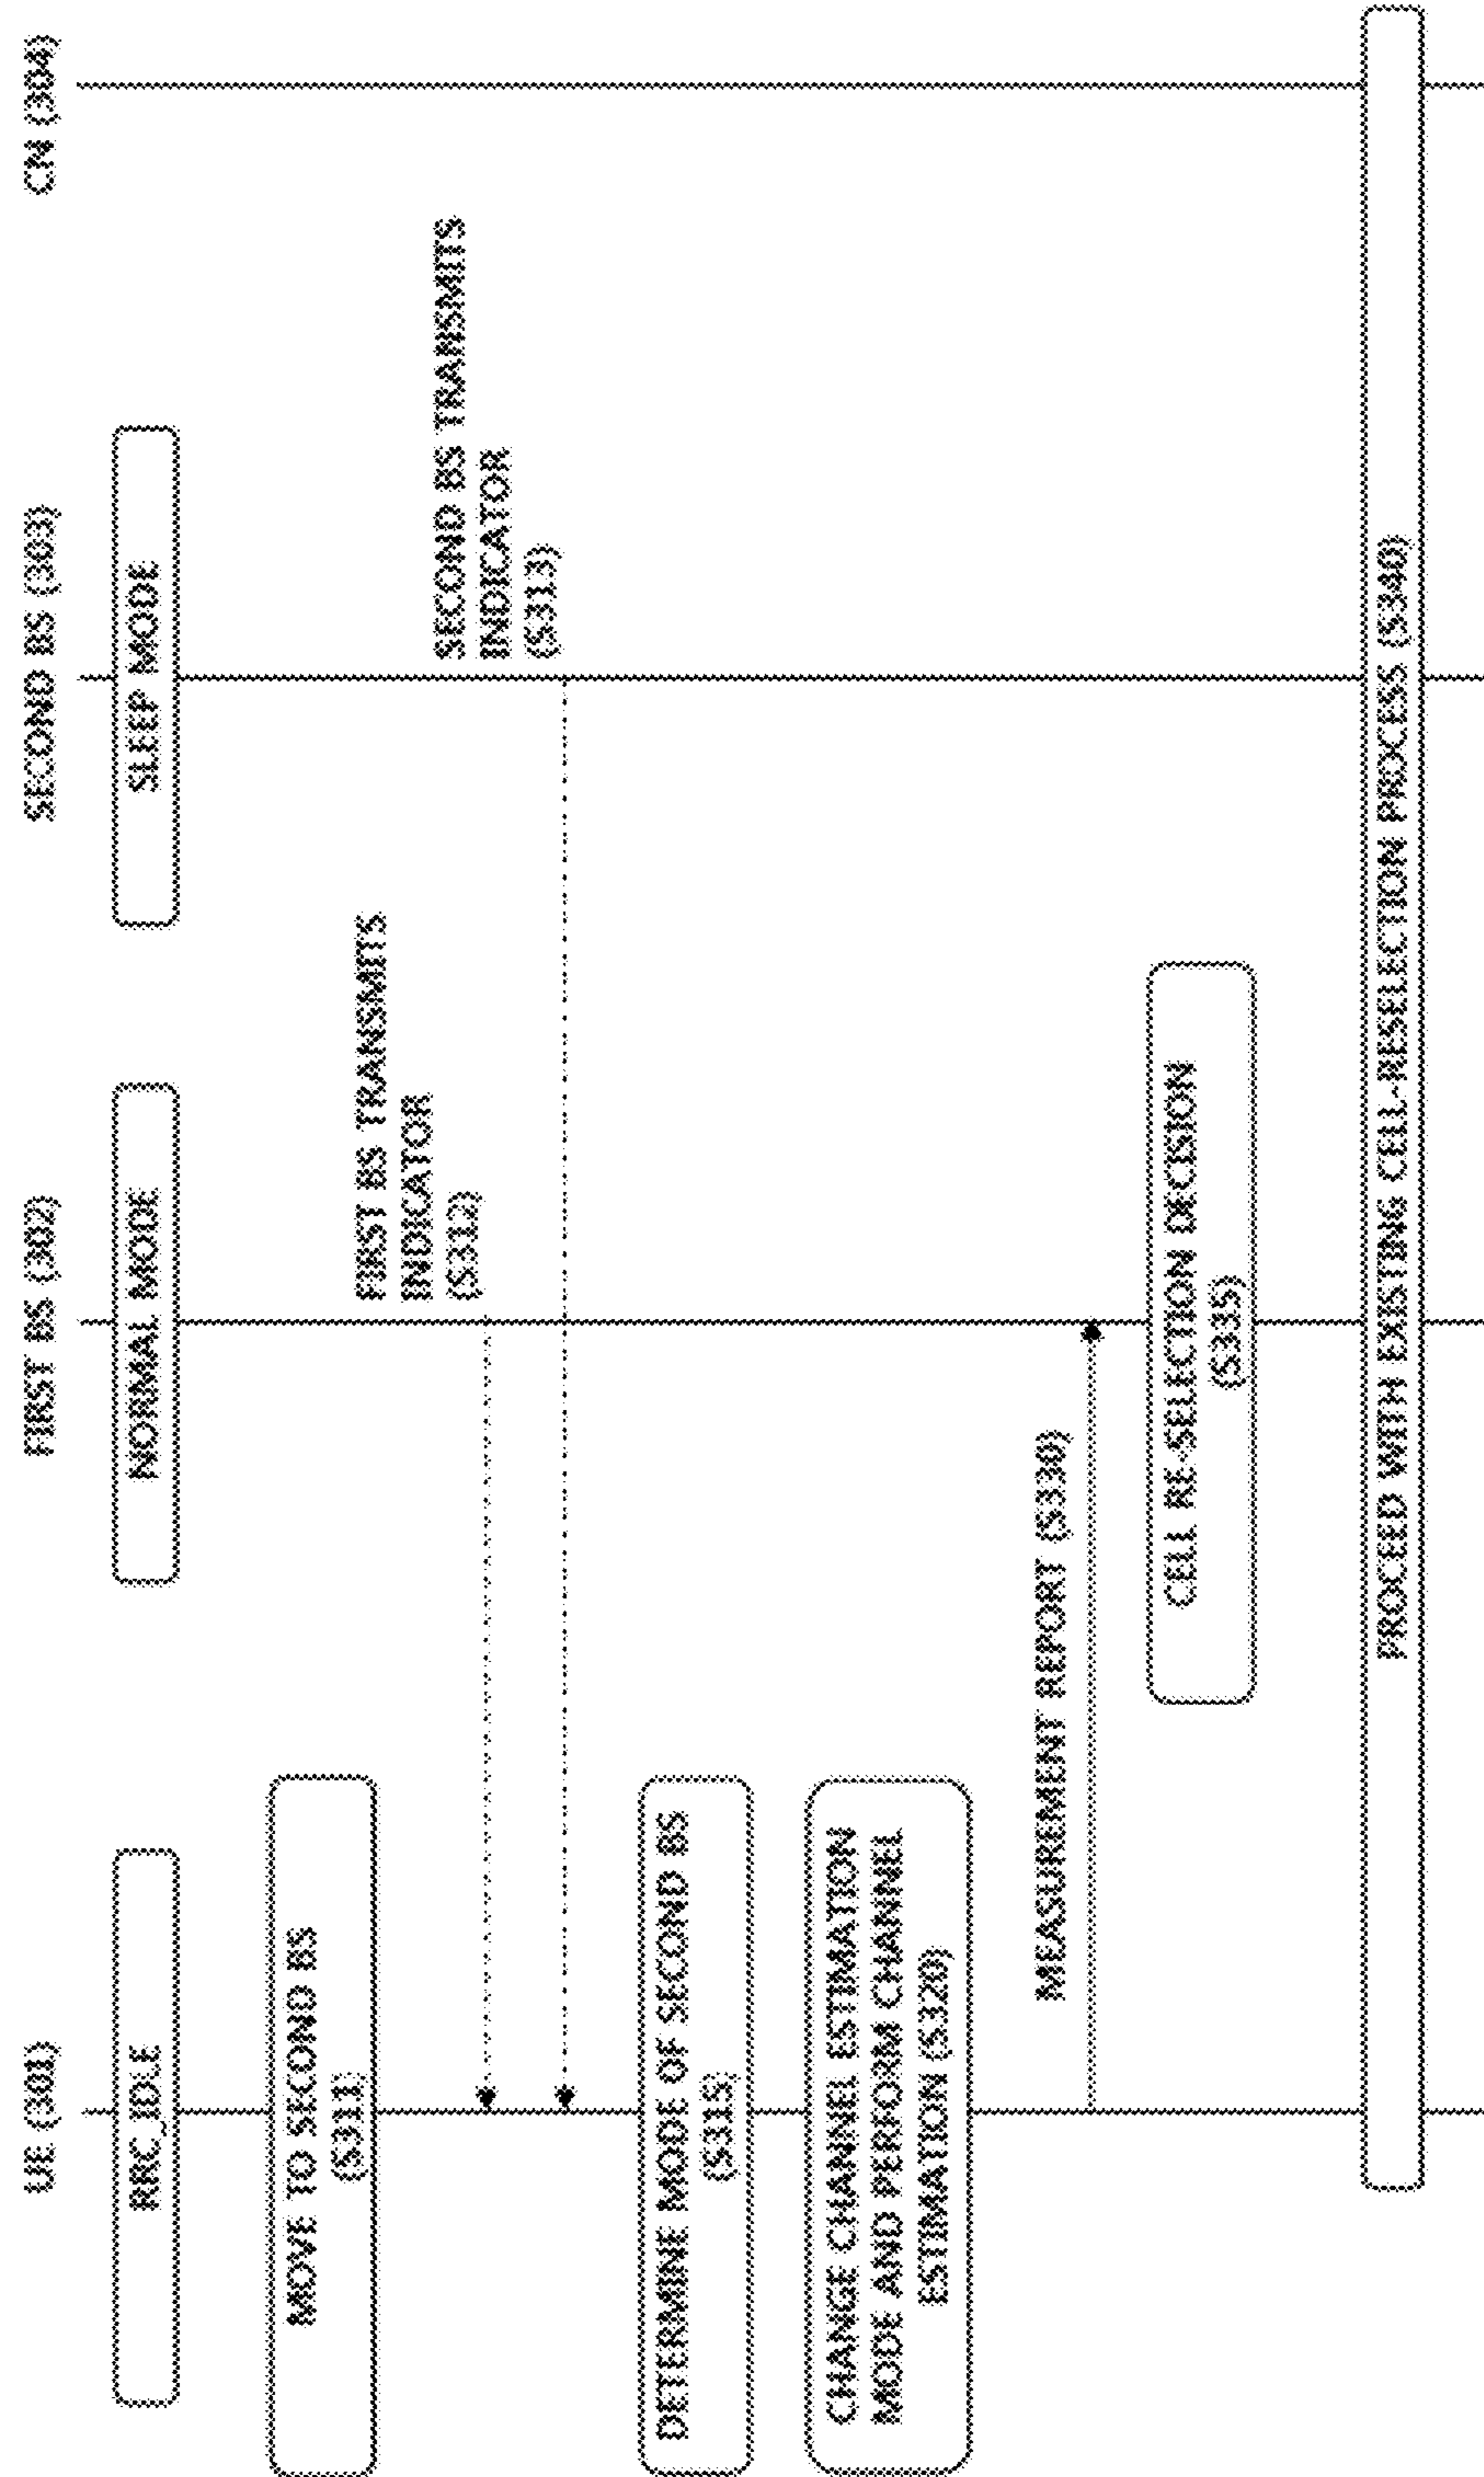 UE (301)
FIRST BS (302)
SECOND BS (303)
CN (304)
RRC_IDLE
NORMAL MODE
SLEEP MODE
MOVE TO SECOND BS
(S311)
FIRST BS TRANSMITS
INDICATOR
(S312)
SECOND BS TRANSMITS
INDICATOR
(S313)
DETERMINE MODE OF SECOND BS
(S315)
CHANGE CHANNEL ESTIMATION
MODE AND PERFORM CHANNEL
ESTIMATION (S320)
MEASUREMENT REPORT (S330)
CELL RE-SELECTION DECISION
(S335)
PROCEED WITH EXISTING CELL-RESELECTION PROCESS (S340)